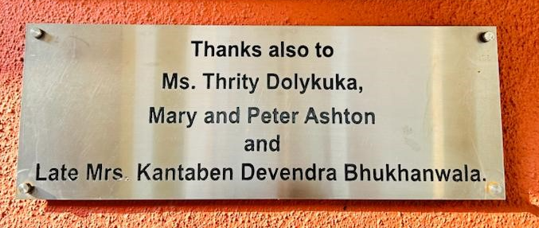 Thanks also to
Ms. Thrity Dolykuka,
Mary and Peter Ashton
and
Late Mrs. Kantaben Devendra Bhukhanwala.